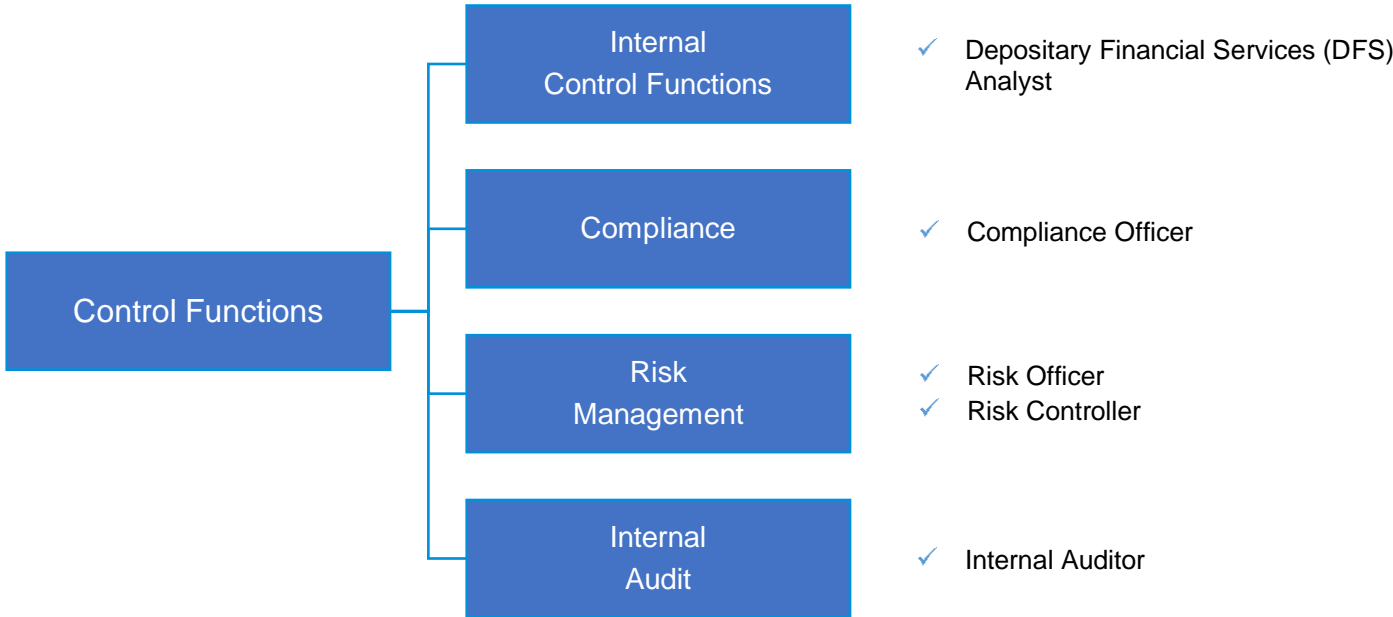 Control Functions
Internal
Control Functions
✓ Depositary Financial Services (DFS)
Analyst
Compliance
✓ Compliance Officer
Risk
Management
✓ Risk Officer
✓ Risk Controller
Internal
Audit
✓ Internal Auditor